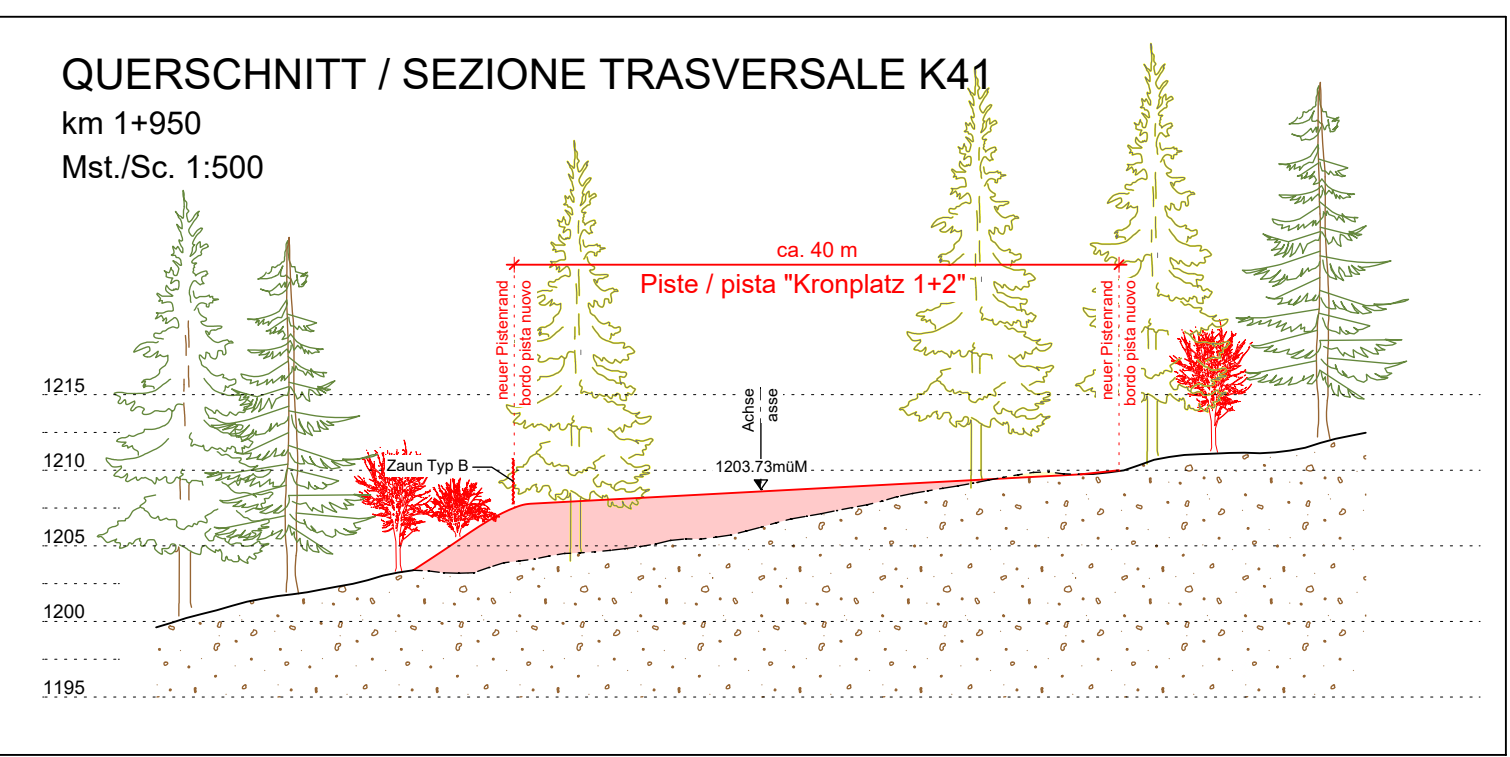 QUERSCHNITT / SEZIONE TRASVERSALE K41
km 1+950
Mst./Sc. 1:500
ca. 40 m
Piste / pista "Kronplatz 1+2"
neuer Pistenrand
bordo pista nuovo
neuer Pistenrand
bordo pista nuovo
Achse
asse
1203.73müM
Zaun Typ B
1215
1210
1205
1200
1195